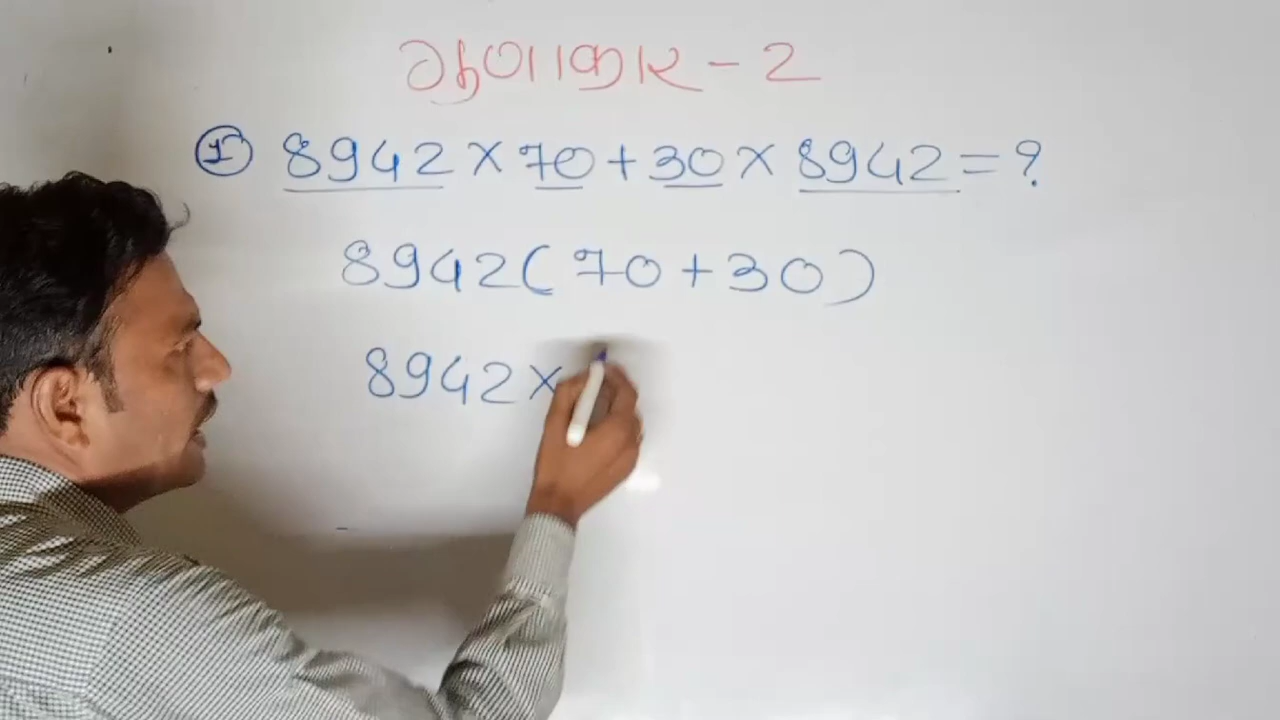 ગુણાકાર - 2
① 8942 × 70 + 30 × 8942 = ?
8942 ( 70 + 30 )
8942 ×